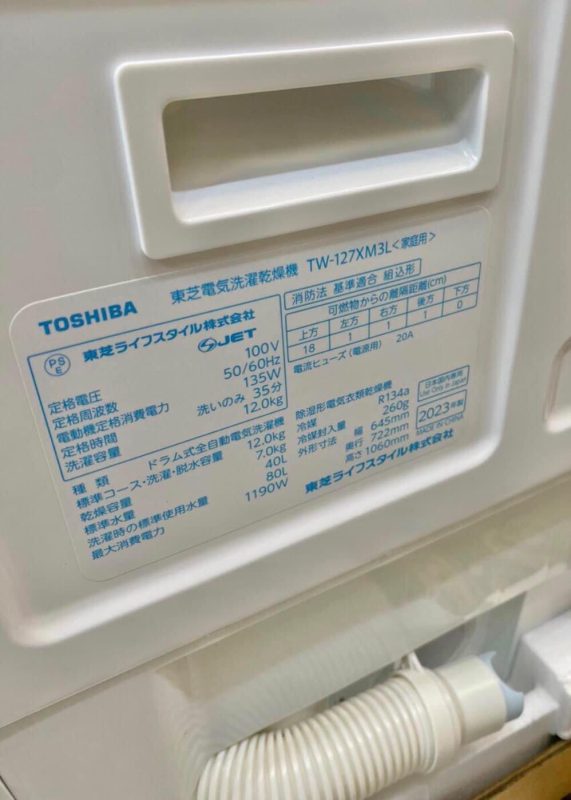 TOSHIBA 東芝電気洗濯乾燥機 TW-127XM3L<家庭用>
PS E 東芝ライフスタイル株式会社
JET
定格電圧 100V
定格周波数 50/60Hz
電動機定格消費電力 135W
定格時間 洗いのみ 35分
洗濯容量 12.0kg
種類 ドラム式全自動電気洗濯機
標準コース・洗濯・脱水容量 12.0kg
乾燥容量 7.0kg
標準水量 40L
洗濯時の標準使用水量 80L
最大消費電力 1190W
消防法 基準適合 組込形
可燃物からの離隔距離(cm)
上方 左方 右方 後方 下方
18 1 1 1 0
電流ヒューズ(電源用) 20A
除湿形電気衣類乾燥機
冷媒 R134a
冷媒封入量 260g
外形寸法 幅 645mm
奥行 722mm
高さ 1060mm
日本国内専用
Use Only in Japan
2023年製
MADE IN CHINA
東芝ライフスタイル株式会社